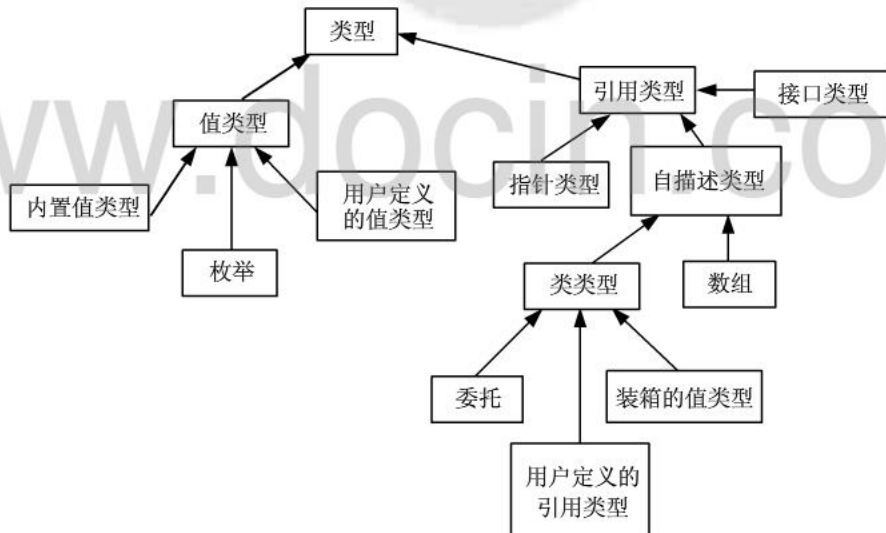 类型
引用类型
接口类型
值类型
指针类型
自描述类型
内置值类型
用户定义
的值类型
枚举
类类型
数组
委托
装箱的值类型
用户定义的
引用类型
ww.docin.co